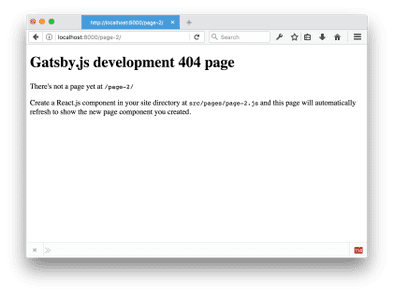 http://localhost:8000/page-2/
localhost:8000/page-2/
Search
Gatsby.js development 404 page
There's not a page yet at /page-2/
Create a React.js component in your site directory at src/pages/page-2.js and this page will automatically
refresh to show the new page component you created.